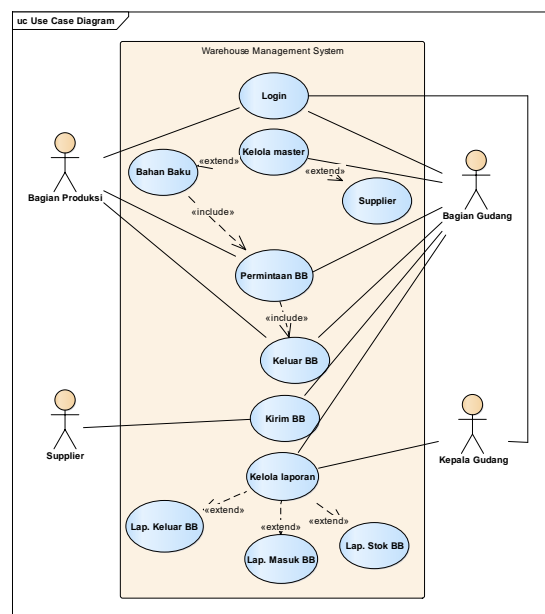 uc Use Case Diagram
Warehouse Management System
Login
Kelola master
«extend»
Bahan Baku
«extend»
Supplier
Bagian Produksi
Bagian Gudang
«include»
Permintaan BB
«include»
Keluar BB
Kirim BB
Supplier
Kepala Gudang
Kelola laporan
«extend»
«extend»
«extend»
Lap. Keluar BB
Lap. Masuk BB
Lap. Stok BB